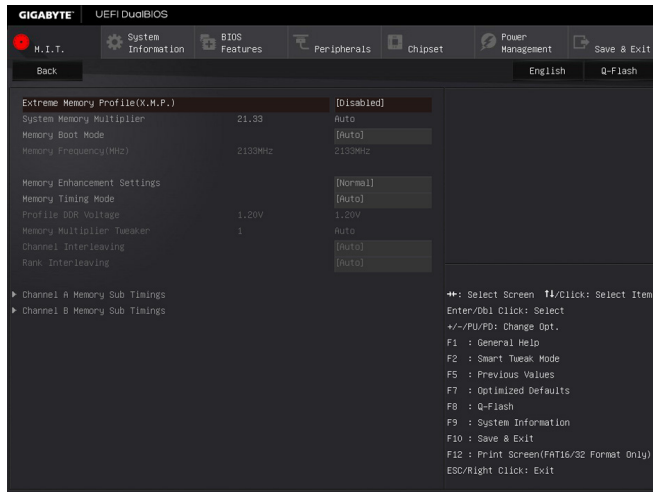 GIGABYTE™ UEFI DualBIOS
M.I.T.
System Information
BIOS Features
Peripherals
Chipset
Power Management
Save & Exit
Back
English
Q-Flash
Extreme Memory Profile(X.M.P.) [Disabled]
System Memory Multiplier 21.33 Auto
Memory Boot Mode [Auto]
Memory Frequency(MHz) 2133MHz 2133MHz
Memory Enhancement Settings [Normal]
Memory Timing Mode [Auto]
Profile DDR Voltage 1.20V 1.20V
Memory Multiplier Tweaker 1 Auto
Channel Interleaving [Auto]
Rank Interleaving [Auto]
Channel A Memory Sub Timings
Channel B Memory Sub Timings
→←: Select Screen ↑↓/Click: Select Item
Enter/Dbl Click: Select
+/-/PU/PD: Change Opt.
F1 : General Help
F2 : Smart Tweak Mode
F5 : Previous Values
F7 : Optimized Defaults
F8 : Q-Flash
F9 : System Information
F10 : Save & Exit
F12 : Print Screen(FAT16/32 Format Only)
ESC/Right Click: Exit